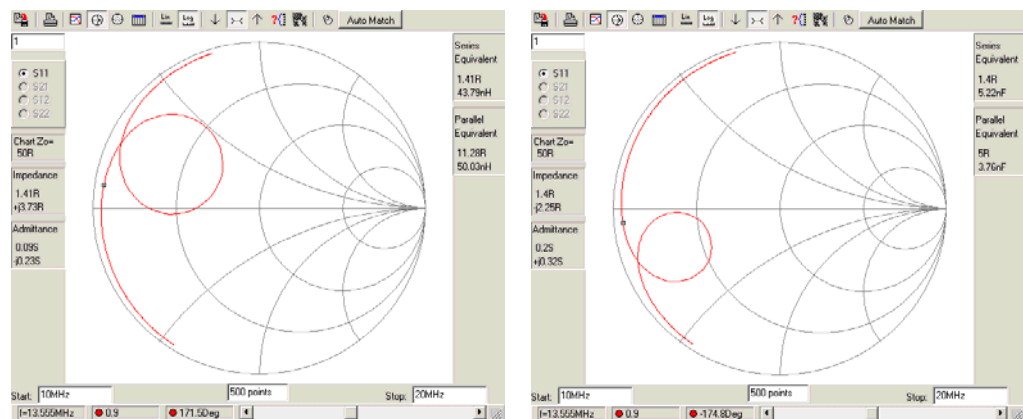 Lin
Log
Auto Match
1
S11
S21
S12
S22
Chart Zo=
50R
Impedance
1.41R
+j3.73R
Admittance
0.09S
-j0.23S
Series
Equivalent
1.41R
43.79nH
Parallel
Equivalent
11.28R
50.03nH
Start: 10MHz
500 points
Stop: 20MHz
f=13.555MHz
0.9
171.5Deg
Lin
Log
Auto Match
1
S11
S21
S12
S22
Chart Zo=
50R
Impedance
1.4R
-j2.25R
Admittance
0.2S
+j0.32S
Series
Equivalent
1.4R
5.22nF
Parallel
Equivalent
5R
3.76nF
Start: 10MHz
500 points
Stop: 20MHz
f=13.555MHz
0.9
-174.8Deg